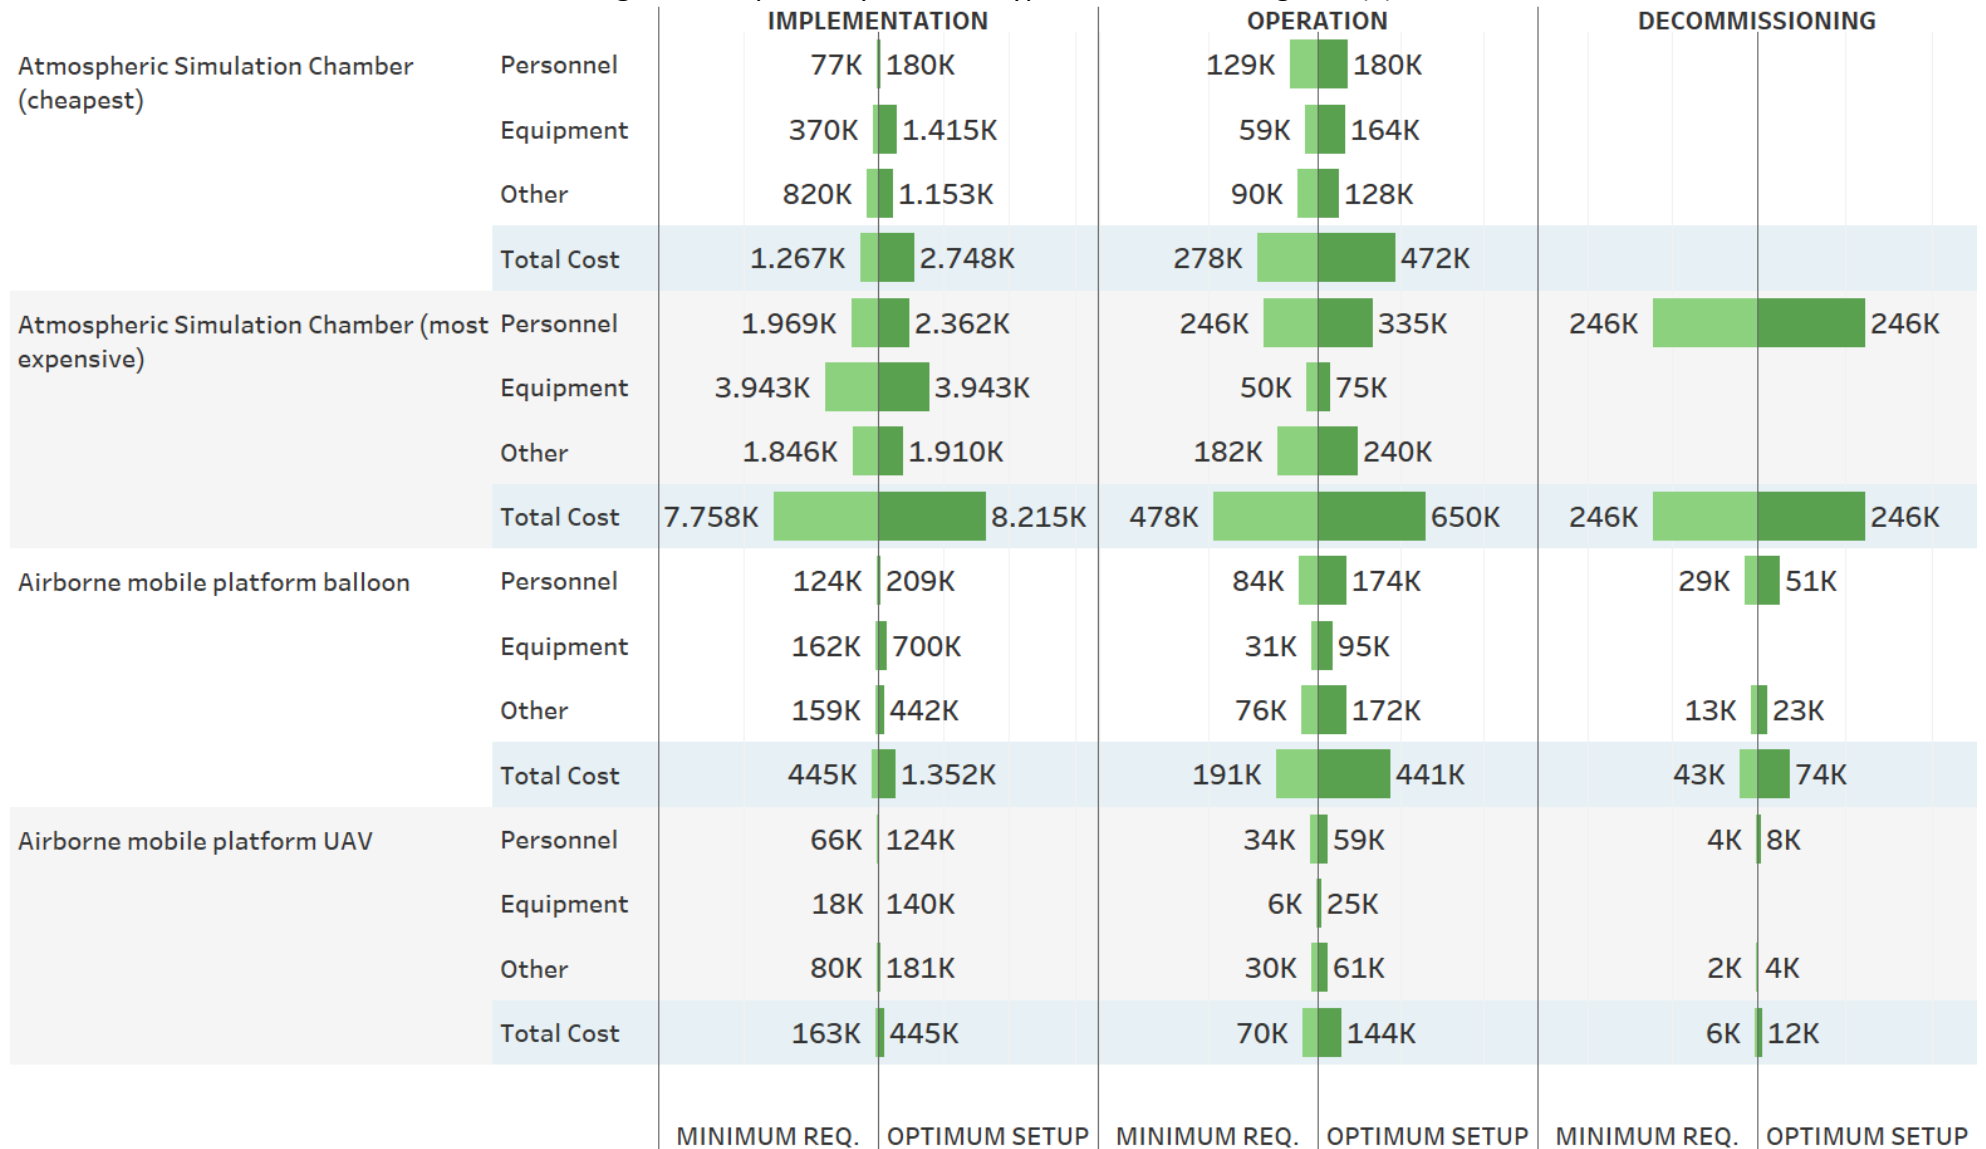 IMPLEMENTATION OPERATION DECOMMISSIONING
Atmospheric Simulation Chamber Personnel 77K 180K 129K 180K
(cheapest)
Equipment 370K 1.415K 59K 164K
Other 820K 1.153K 90K 128K
Total Cost 1.267K 2.748K 278K 472K
Atmospheric Simulation Chamber (most Personnel 1.969K 2.362K 246K 335K 246K 246K
expensive)
Equipment 3.943K 3.943K 50K 75K
Other 1.846K 1.910K 182K 240K
Total Cost 7.758K 8.215K 478K 650K 246K 246K
Airborne mobile platform balloon Personnel 124K 209K 84K 174K 29K 51K
Equipment 162K 700K 31K 95K
Other 159K 442K 76K 172K 13K 23K
Total Cost 445K 1.352K 191K 441K 43K 74K
Airborne mobile platform UAV Personnel 66K 124K 34K 59K 4K 8K
Equipment 18K 140K 6K 25K
Other 80K 181K 30K 61K 2K 4K
Total Cost 163K 445K 70K 144K 6K 12K
MINIMUM REQ. OPTIMUM SETUP MINIMUM REQ. OPTIMUM SETUP MINIMUM REQ. OPTIMUM SETUP